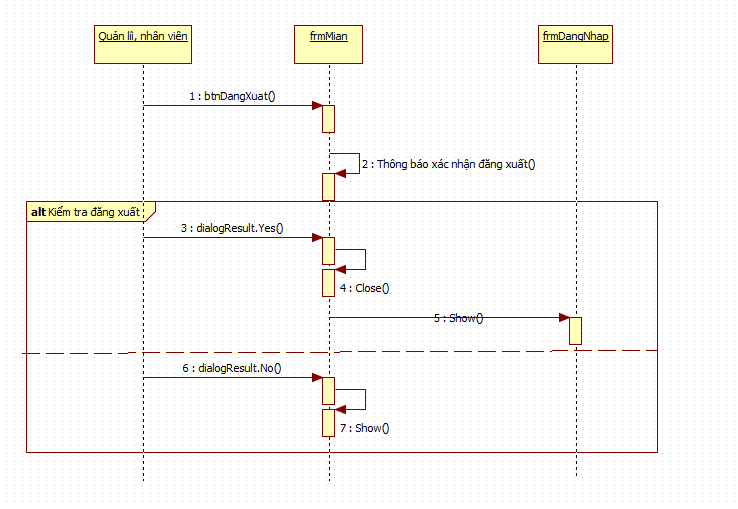 Quản lií, nhân viên
frmMian
frmDangNhap
1 : btnDangXuat()
2 : Thông báo xác nhận đăng xuất()
alt Kiểm tra đăng xuất
3 : dialogResult.Yes()
4 : Close()
5 : Show()
6 : dialogResult.No()
7 : Show()